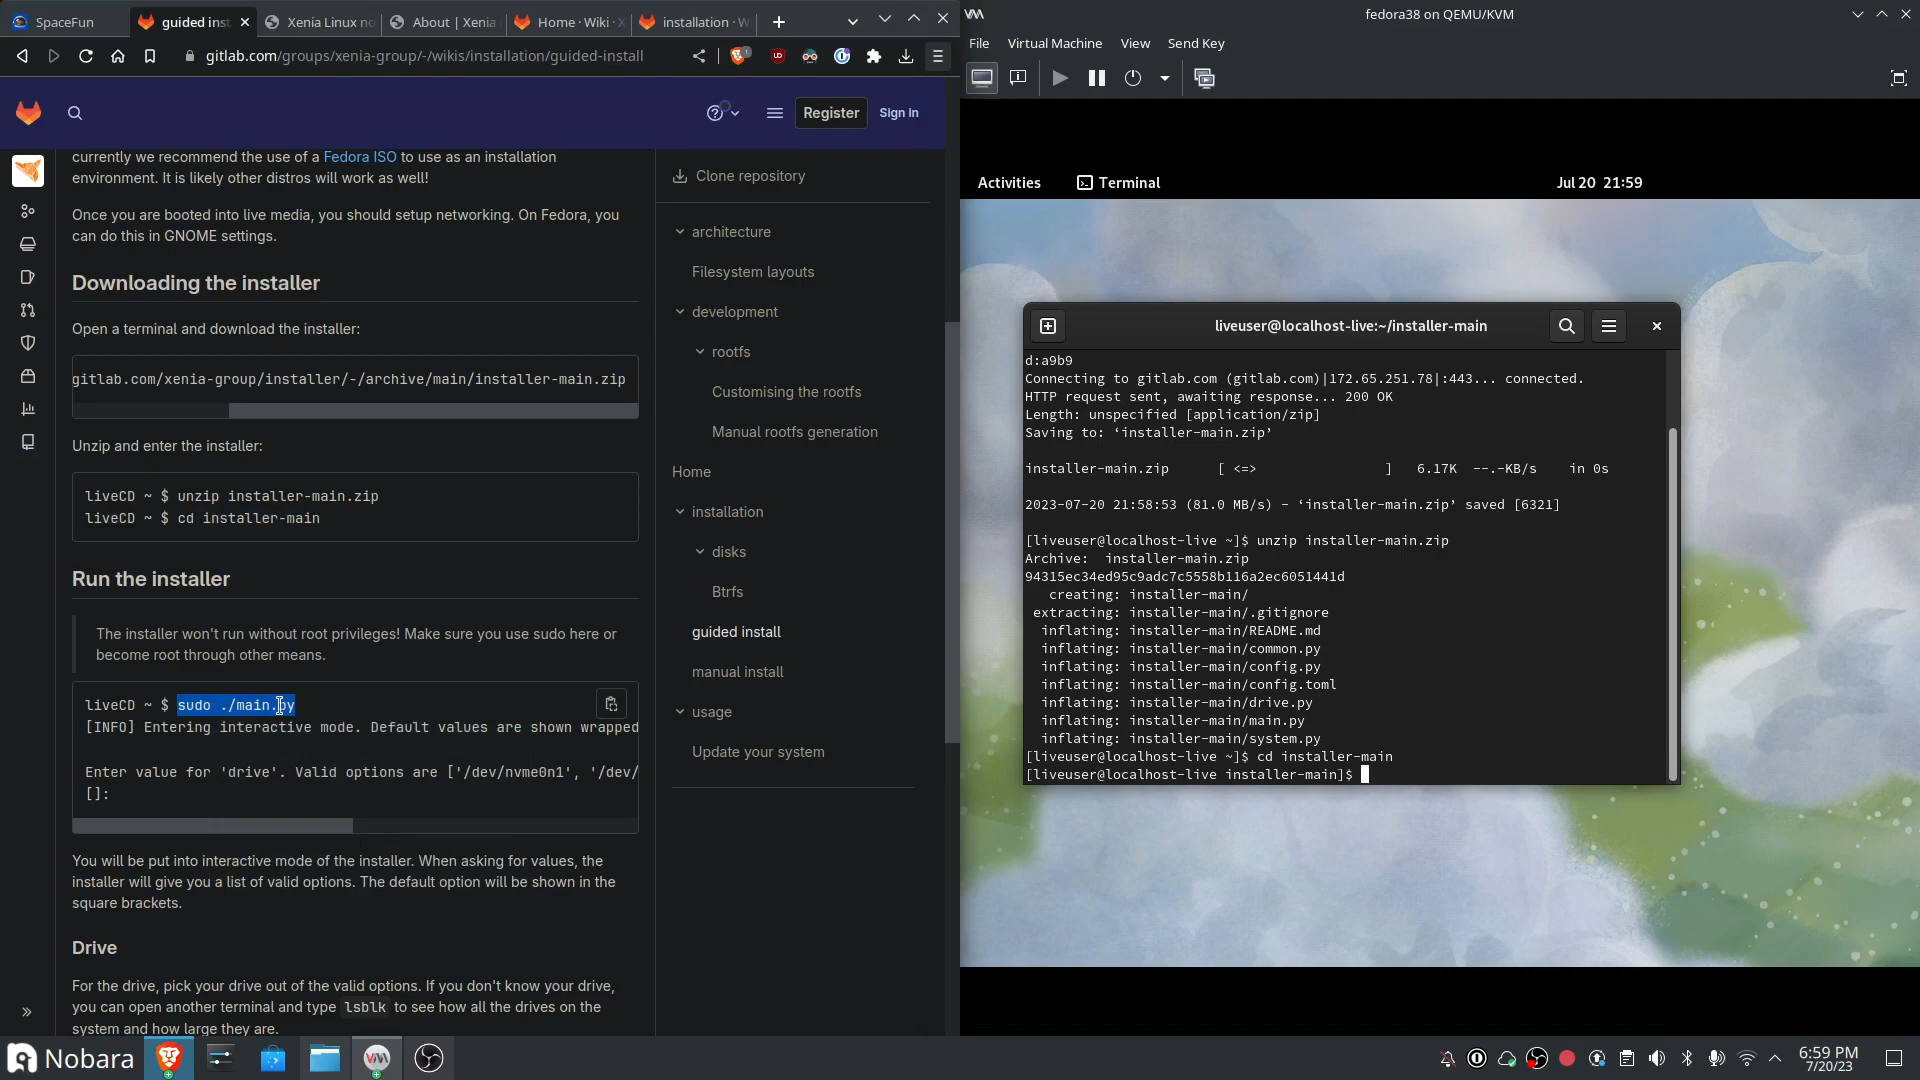 SpaceFun
guided inst
Xenia Linux no
About | Xenia
Home · Wiki · X
installation · W
gitlab.com/groups/xenia-group/-/wikis/installation/guided-install
Register
Sign in
currently we recommend the use of a Fedora ISO to use as an installation
environment. It is likely other distros will work as well!
Once you are booted into live media, you should setup networking. On Fedora, you
can do this in GNOME settings.
Downloading the installer
Open a terminal and download the installer:
gitlab.com/xenia-group/installer/-/archive/main/installer-main.zip
Unzip and enter the installer:
liveCD ~ $ unzip installer-main.zip
liveCD ~ $ cd installer-main
Run the installer
The installer won't run without root privileges! Make sure you use sudo here or
become root through other means.
liveCD ~ $ sudo ./main.py
[INFO] Entering interactive mode. Default values are shown wrapped
Enter value for 'drive'. Valid options are ['/dev/nvme0n1', '/dev/
[]:
You will be put into interactive mode of the installer. When asking for values, the
installer will give you a list of valid options. The default option will be shown in the
square brackets.
Drive
For the drive, pick your drive out of the valid options. If you don't know your drive,
you can open another terminal and type lsblk to see how all the drives on the
system and how large they are.
Clone repository
architecture
Filesystem layouts
development
rootfs
Customising the rootfs
Manual rootfs generation
Home
installation
disks
Btrfs
guided install
manual install
usage
Update your system
fedora38 on QEMU/KVM
File Virtual Machine View Send Key
Activities
Terminal
Jul 20 21:59
liveuser@localhost-live:~/installer-main
d:a9b9
Connecting to gitlab.com (gitlab.com)|172.65.251.78|:443... connected.
HTTP request sent, awaiting response... 200 OK
Length: unspecified [application/zip]
Saving to: ‘installer-main.zip’
installer-main.zip [ <=> ] 6.17K --.-KB/s in 0s
2023-07-20 21:58:53 (81.0 MB/s) - ‘installer-main.zip’ saved [6321]
[liveuser@localhost-live ~]$ unzip installer-main.zip
Archive: installer-main.zip
94315ec34ed95c9adc7c5558b116a2ec6051441d
creating: installer-main/
extracting: installer-main/.gitignore
inflating: installer-main/README.md
inflating: installer-main/common.py
inflating: installer-main/config.py
inflating: installer-main/config.toml
inflating: installer-main/drive.py
inflating: installer-main/main.py
inflating: installer-main/system.py
[liveuser@localhost-live ~]$ cd installer-main
[liveuser@localhost-live installer-main]$
Nobara
6:59 PM
7/20/23